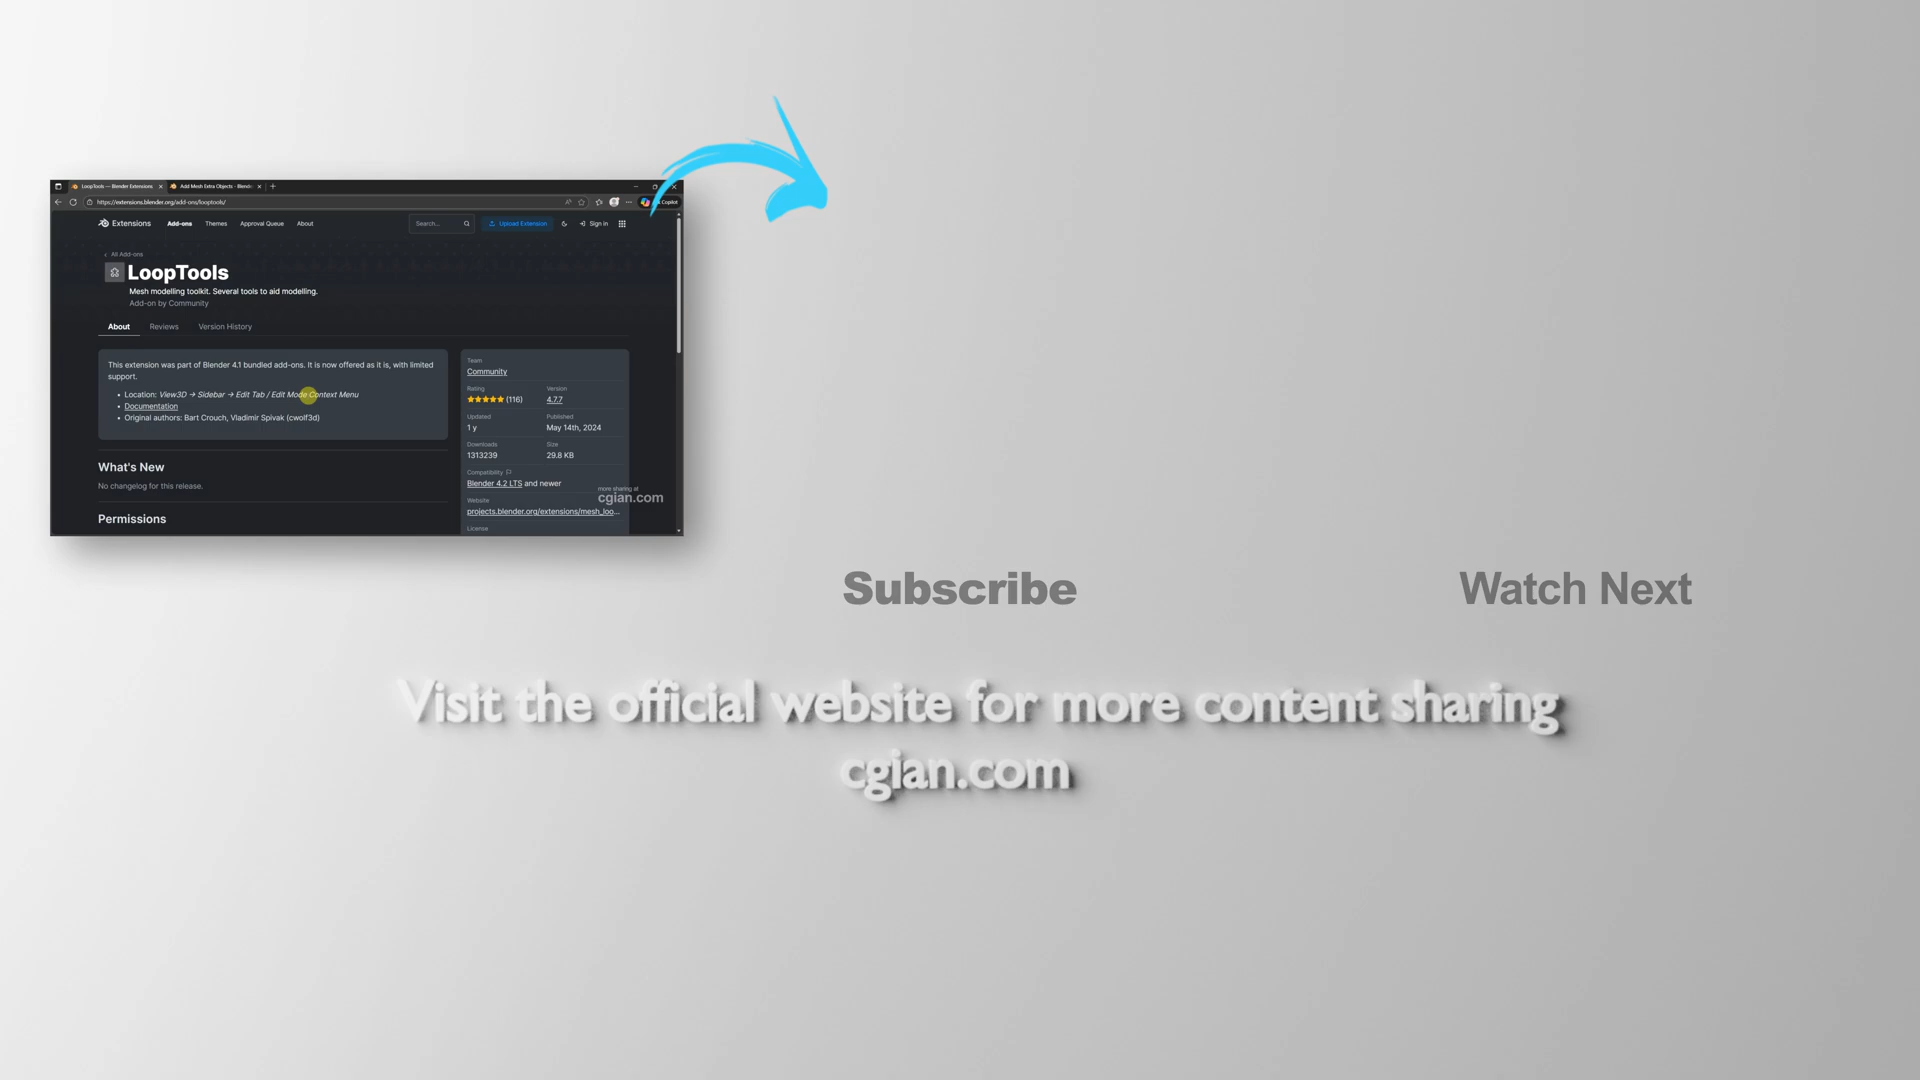 LoopTools — Blender Extensions
Add Mesh Extra Objects - Blende
https://extensions.blender.org/add-ons/looptools/
Copilot
Extensions
Add-ons
Themes
Approval Queue
About
Search...
Upload Extension
Sign in
All Add-ons
LoopTools
Mesh modelling toolkit. Several tools to aid modelling.
Add-on by Community
About
Reviews
Version History
This extension was part of Blender 4.1 bundled add-ons. It is now offered as it is, with limited
support.
• Location: View3D → Sidebar → Edit Tab / Edit Mode Context Menu
• Documentation
• Original authors: Bart Crouch, Vladimir Spivak (cwolf3d)
What's New
No changelog for this release.
Permissions
Team
Community
Rating
Version
(116)
4.7.7
Updated
Published
1 y
May 14th, 2024
Downloads
Size
1313239
29.8 KB
Compatibility
Blender 4.2 LTS and newer
Website
projects.blender.org/extensions/mesh_loo...
License
more sharing at
cgian.com
Subscribe
Watch Next
Visit the official website for more content sharing
cgian.com